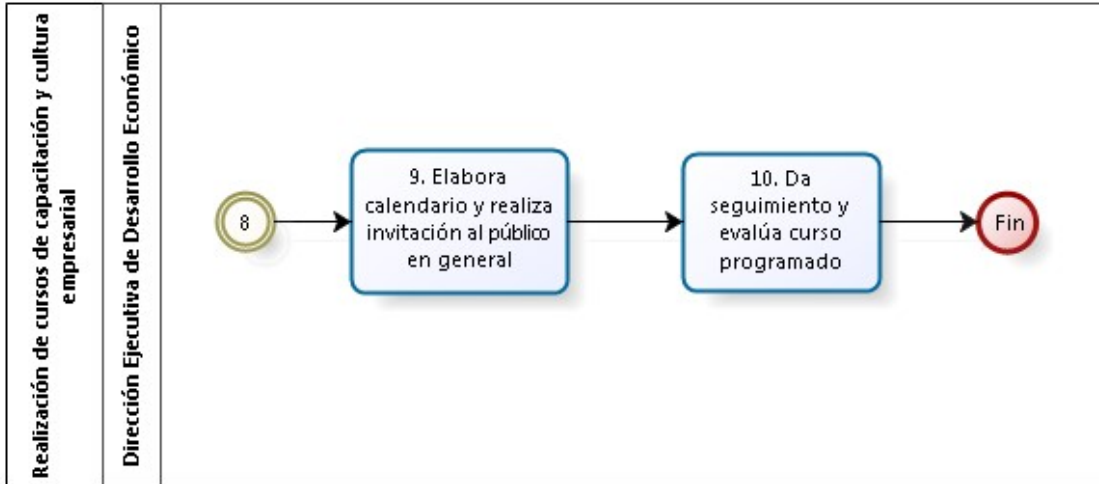 Realización de cursos de capacitación y cultura
empresarial
Dirección Ejecutiva de Desarrollo Económico
8
9. Elabora
calendario y realiza
invitación al público
en general
10. Da
seguimiento y
evalúa curso
programado
Fin